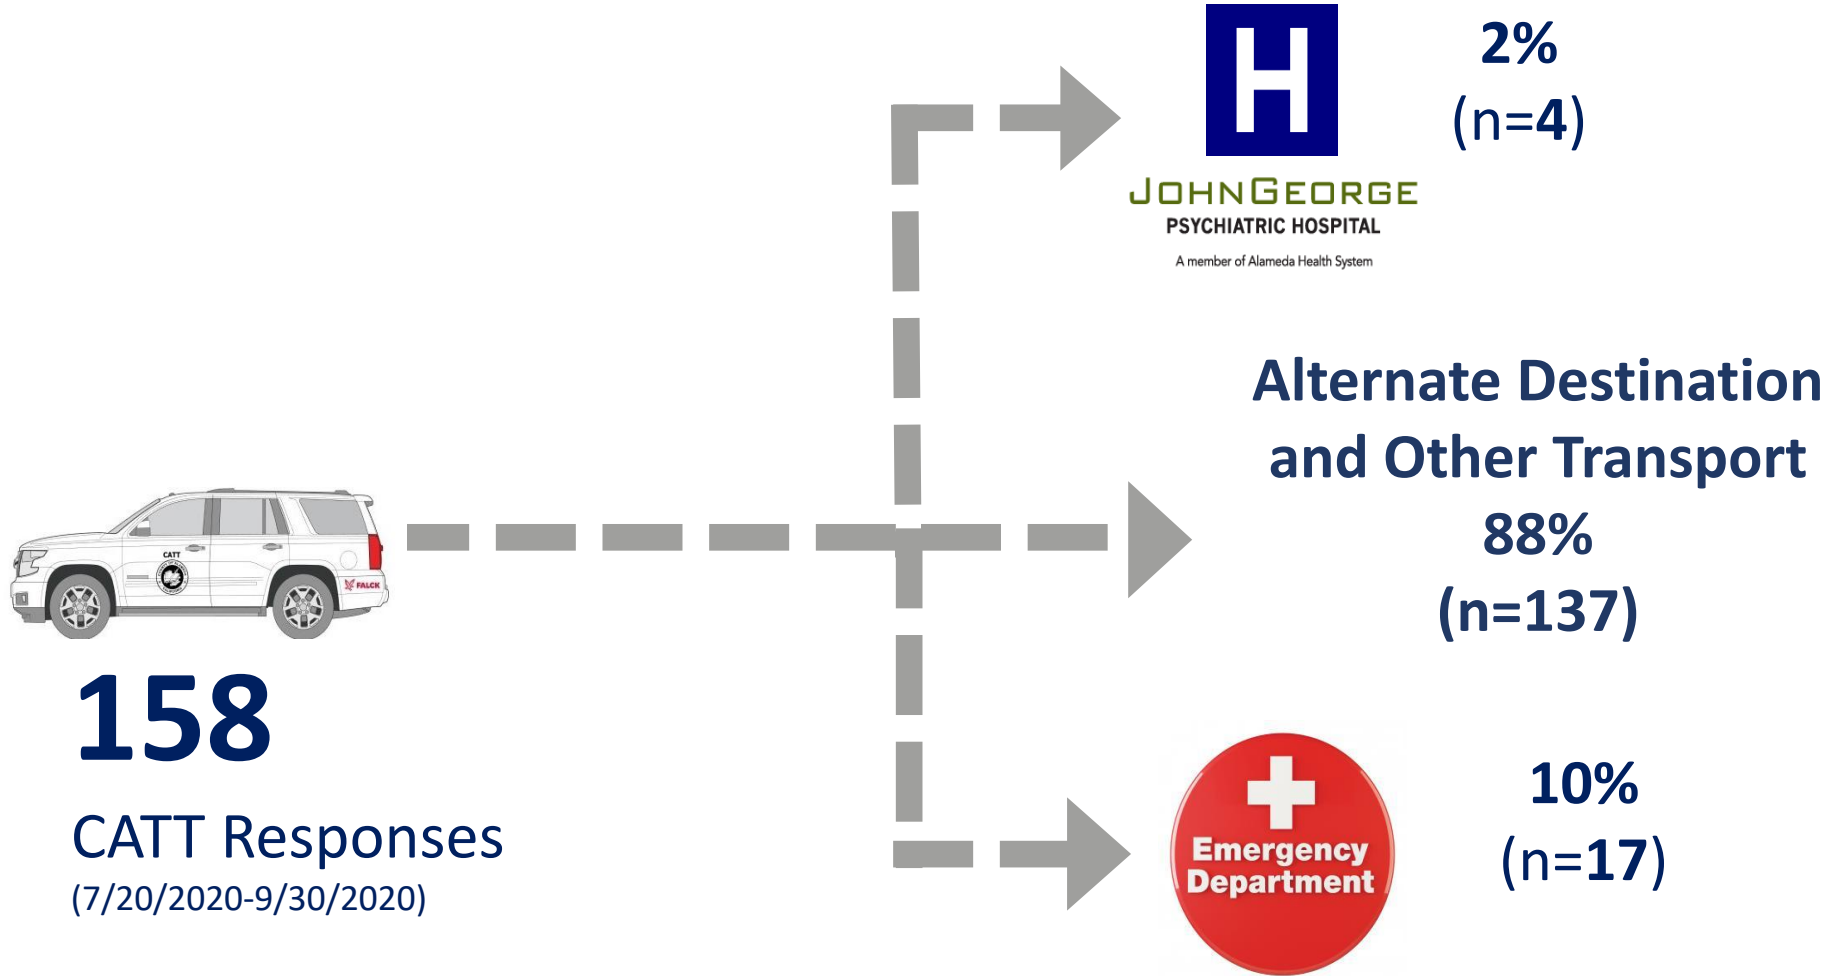 H
JOHNGEORGE
PSYCHIATRIC HOSPITAL
A member of Alameda Health System
2%
(n=4)
Alternate Destination
and Other Transport
88%
(n=137)
CATT
FALCK
158
CATT Responses
(7/20/2020-9/30/2020)
Emergency
Department
10%
(n=17)